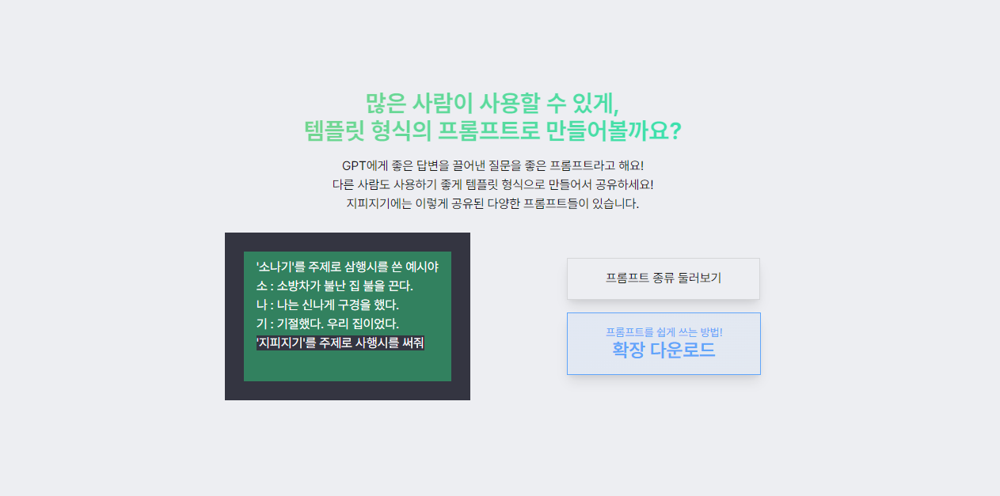 많은 사람이 사용할 수 있게,
템플릿 형식의 프롬프트로 만들어볼까요?
GPT에게 좋은 답변을 끌어낸 질문을 좋은 프롬프트라고 해요!
다른 사람도 사용하기 좋게 템플릿 형식으로 만들어서 공유하세요!
지피지기에는 이렇게 공유된 다양한 프롬프트들이 있습니다.
'소나기'를 주제로 삼행시를 쓴 예시야
소 : 소방차가 불난 집 불을 끈다.
나 : 나는 신나게 구경을 했다.
기 : 기절했다. 우리 집이었다.
'지피지기'를 주제로 사행시를 써줘
프롬프트 종류 둘러보기
프롬프트를 쉽게 쓰는 방법!
확장 다운로드